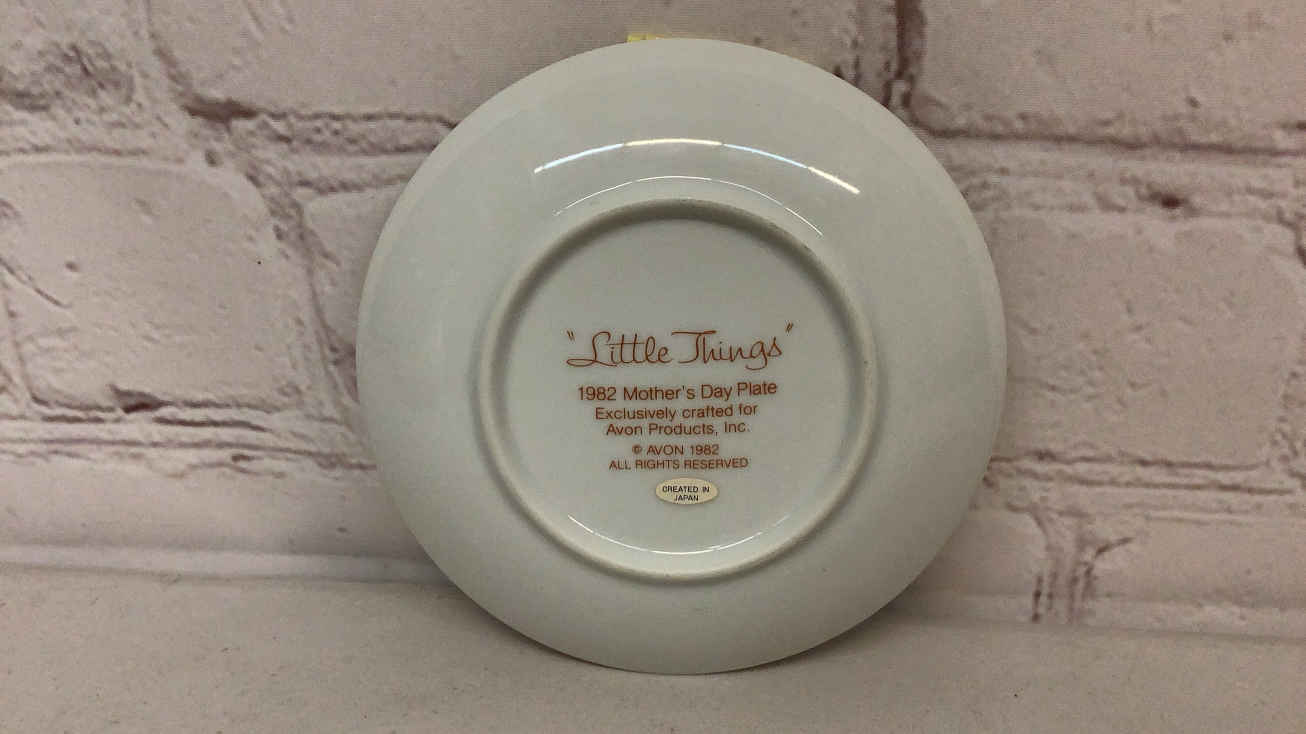 "Little Things"
1982 Mother's Day Plate
Exclusively crafted for
Avon Products, Inc.
© AVON 1982
ALL RIGHTS RESERVED
CREATED IN
JAPAN